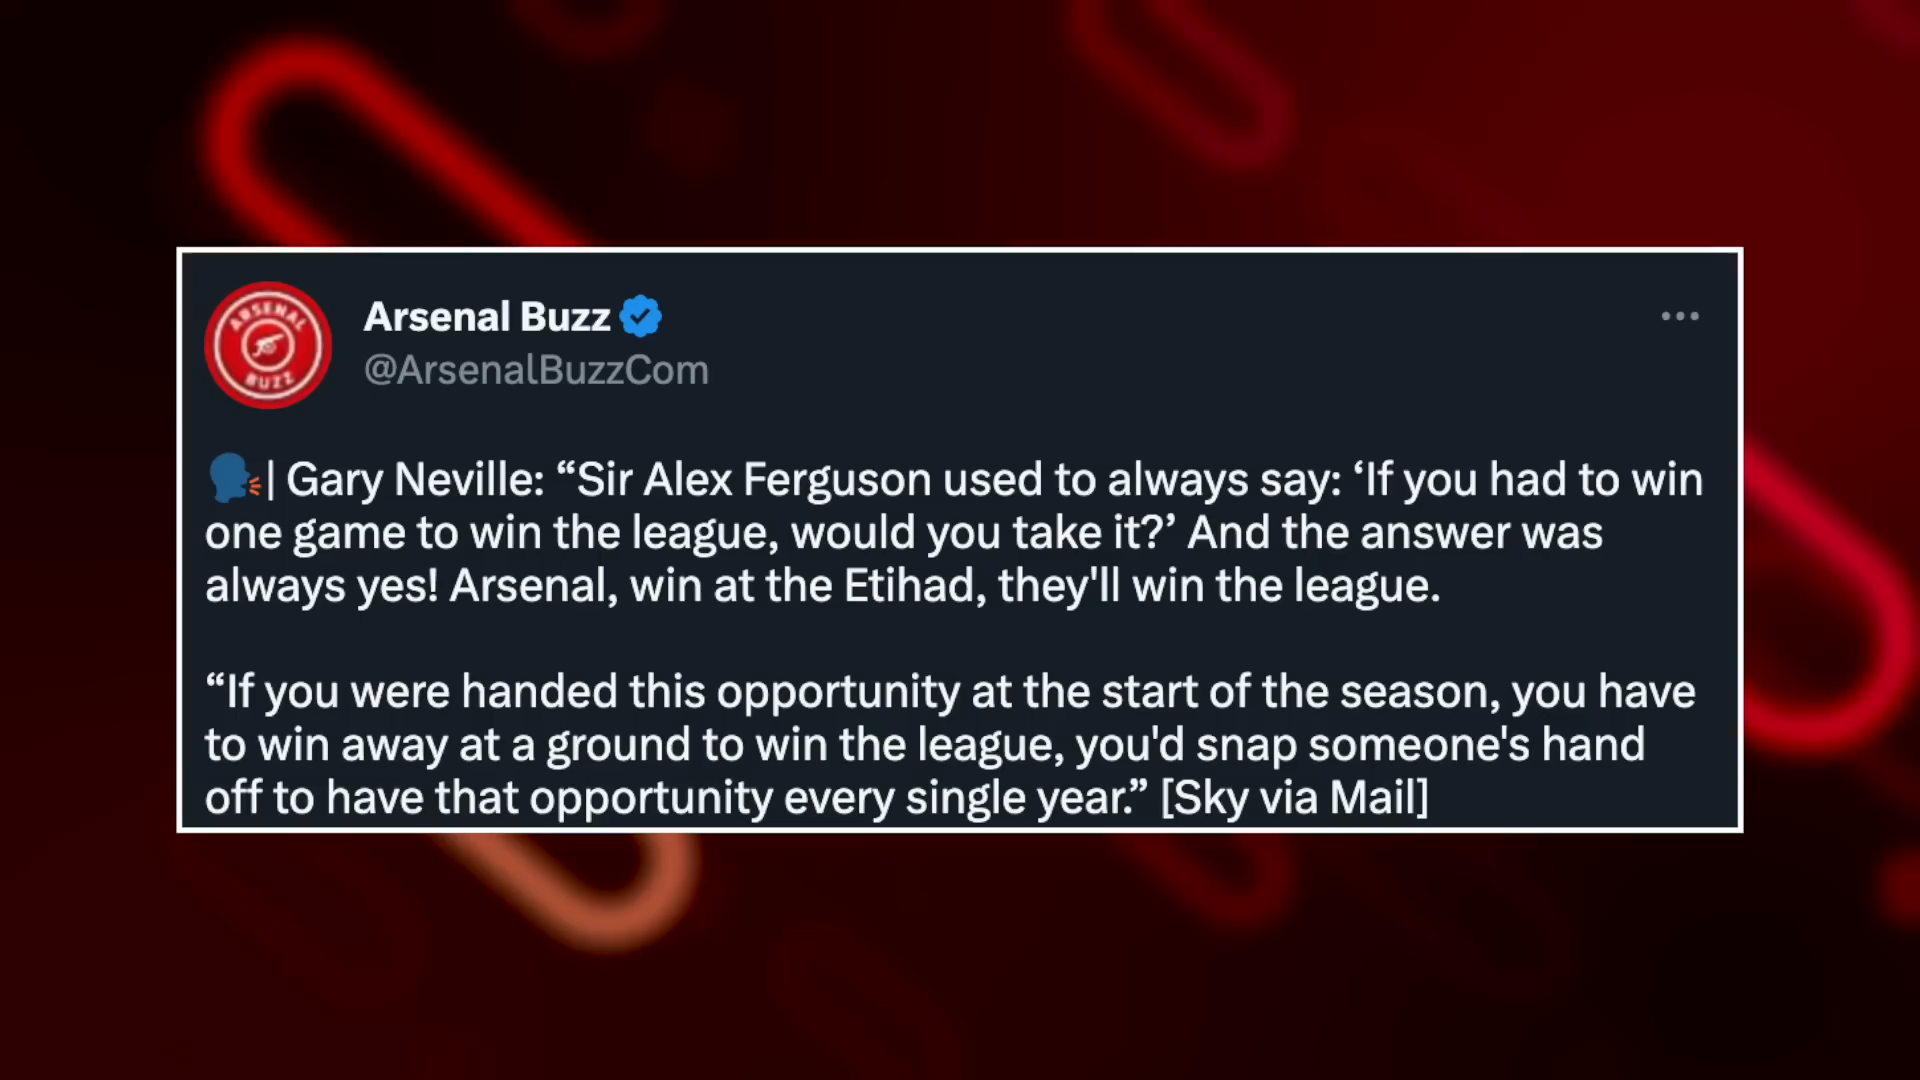 ARSENAL
BUZZ
Arsenal Buzz
@ArsenalBuzzCom
🗣️| Gary Neville: “Sir Alex Ferguson used to always say: ‘If you had to win
one game to win the league, would you take it?’ And the answer was
always yes! Arsenal, win at the Etihad, they'll win the league.
“If you were handed this opportunity at the start of the season, you have
to win away at a ground to win the league, you'd snap someone's hand
off to have that opportunity every single year.” [Sky via Mail]